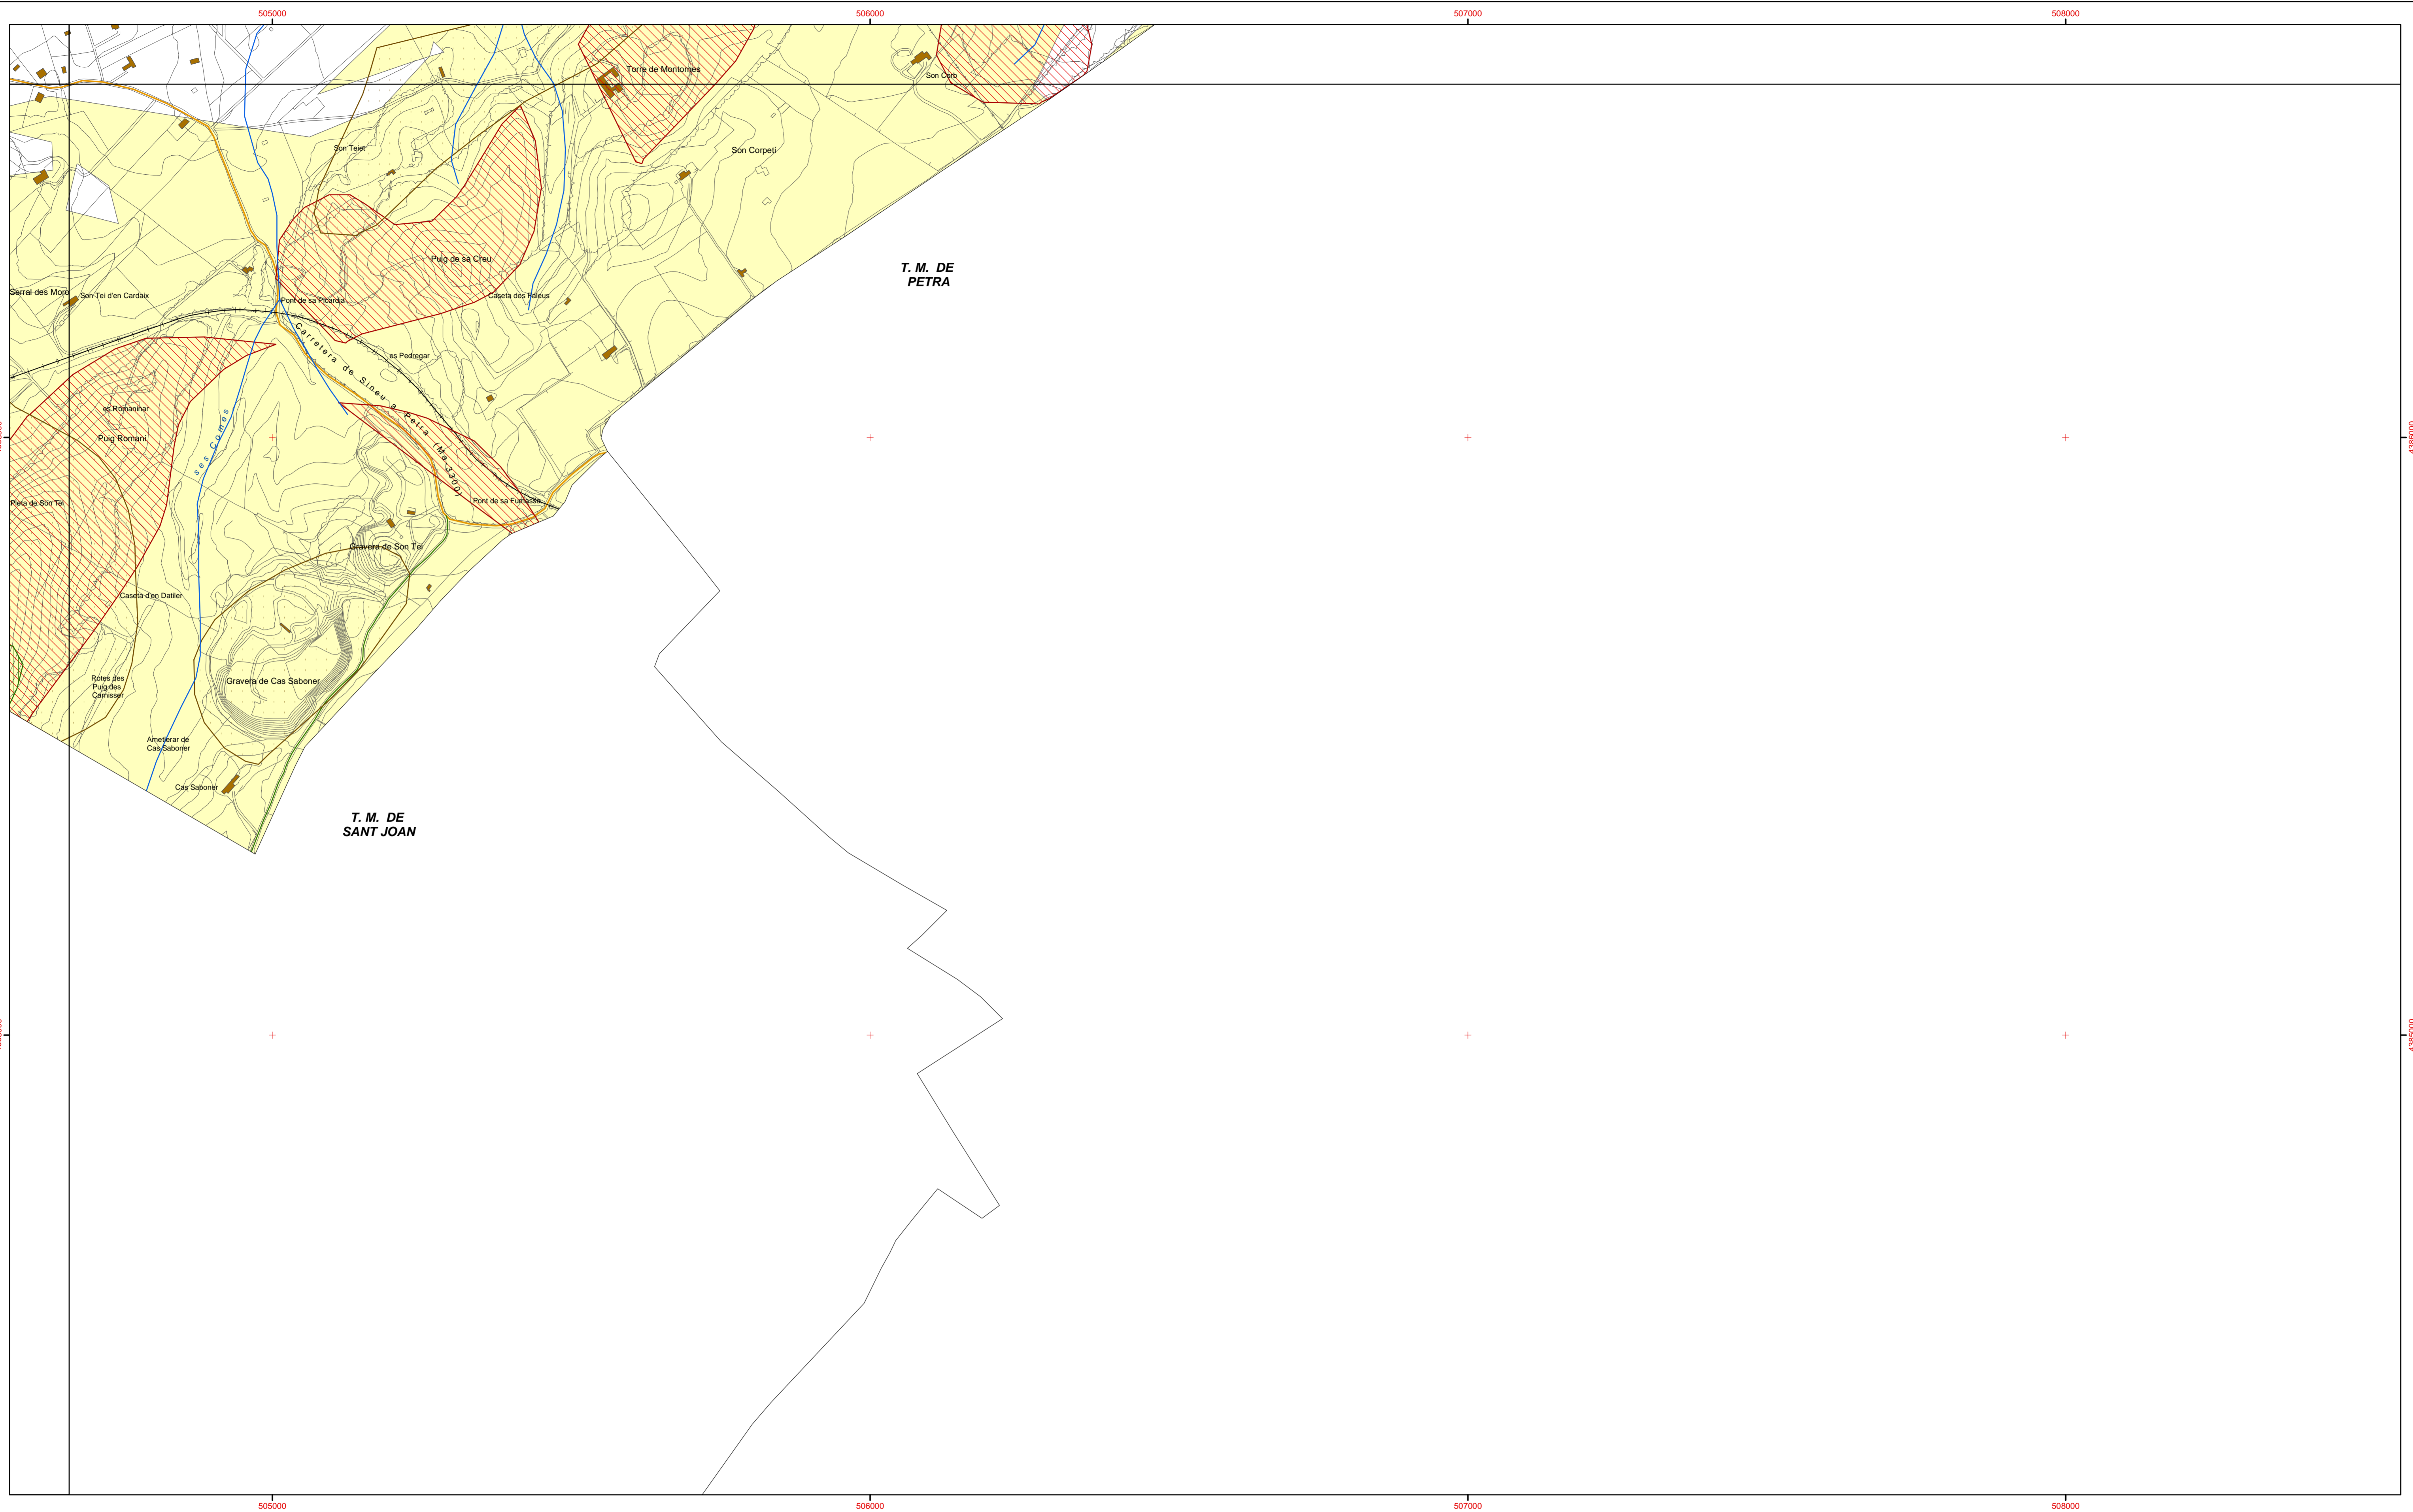 505000
506000
507000
508000
Torre de Montornes
Son Corb
Son Teiet
Son Corpetí
Puig de sa Creu
T. M. DE
PETRA
Serral des Moro
Son Tei d'en Cardaix
Pont de sa Picardia
Caseta des Fideus
es Pedregar
Carretera de Sineu a Petra (Ma-3300)
es Romaninar
Puig Romaní
ses Comes
4386000
Pleta de Son Tei
Pont de sa Fumassa
Gravera de Son Tei
Caseta d'en Datiler
Rotes des
Puig des
Carnisser
Gravera de Cas Saboner
Ametlerar de
Cas Saboner
Cas Saboner
T. M. DE
SANT JOAN
4385000
505000
506000
507000
508000